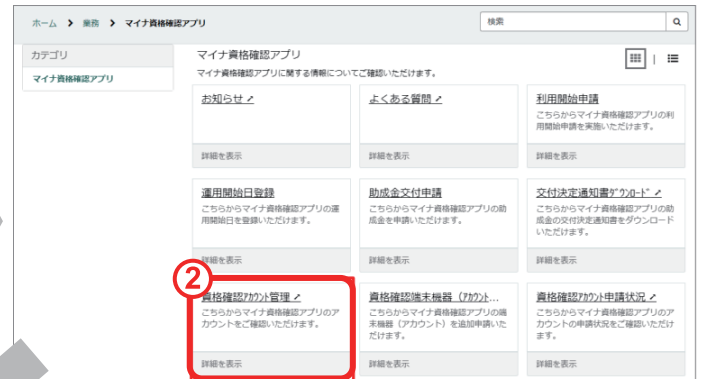 ホーム > 業務 > マイナ資格確認アプリ
検索
カテゴリ
マイナ資格確認アプリ
マイナ資格確認アプリ
マイナ資格確認アプリに関する情報についてご確認いただけます。
お知らせ
詳細を表示
よくある質問
詳細を表示
利用開始申請
こちらからマイナ資格確認アプリの利
用開始申請を実施いただけます。
詳細を表示
運用開始日登録
こちらからマイナ資格確認アプリの運
用開始日を登録いただけます。
詳細を表示
助成金交付申請
こちらからマイナ資格確認アプリの助
成金を申請いただけます。
詳細を表示
交付決定通知書ﾀﾞｳﾝﾛｰﾄﾞ
こちらからマイナ資格確認アプリの助
成金の交付決定通知書をダウンロード
いただけます。
詳細を表示
②
資格確認ｱｶｳﾝﾄ管理
こちらからマイナ資格確認アプリのア
カウントをご確認いただけます。
詳細を表示
資格確認端末機器（ｱｶｳﾝﾄ...
こちらからマイナ資格確認アプリの端
末機器（アカウント）を追加申請いた
だけます。
詳細を表示
資格確認ｱｶｳﾝﾄ申請状況
こちらからマイナ資格確認アプリのア
カウントの申請状況をご確認いただけ
ます。
詳細を表示